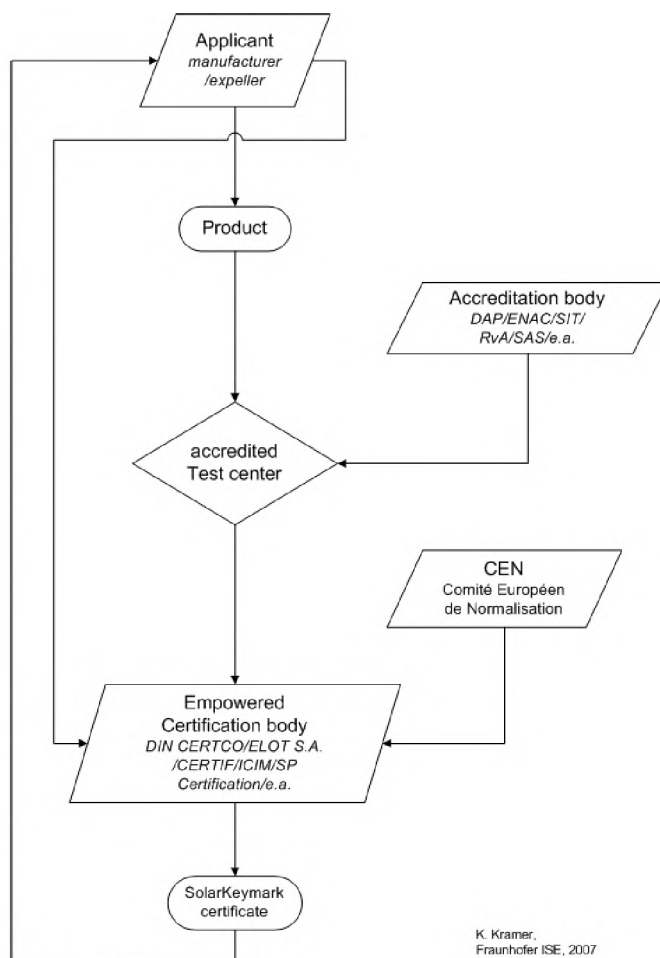 Applicant
manufacturer
/expeller
Product
Accreditation body
DAP/ENAC/SIT/
RvA/SAS/e.a.
accredited
Test center
CEN
Comité Européen
de Normalisation
Empowered
Certification body
DIN CERTCO/ELOT S.A.
/CERTIF/ICIM/SP
Certification/e.a.
SolarKeymark
certificate
K. Kramer,
Fraunhofer ISE, 2007